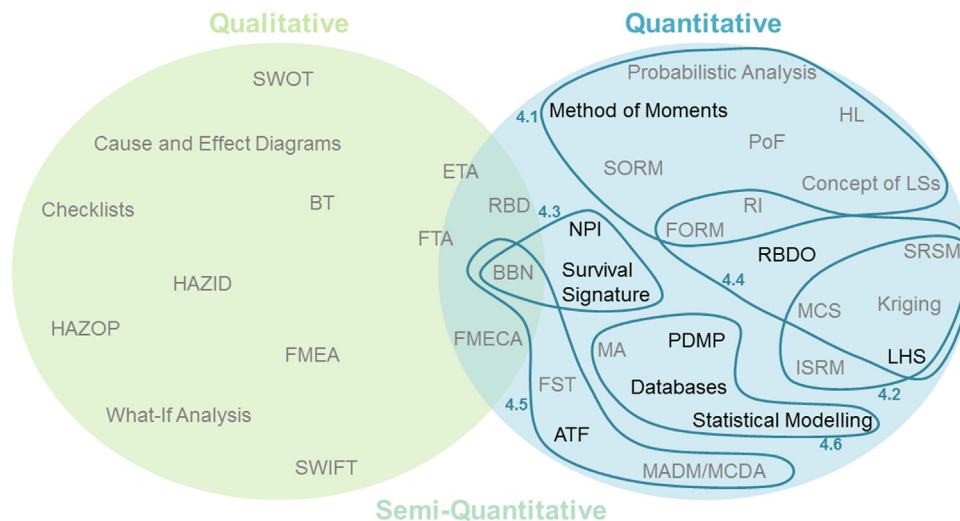 Qualitative
Quantitative
SWOT
Probabilistic Analysis
Method of Moments
4.1
HL
Cause and Effect Diagrams
PoF
SORM
ETA
Concept of LSs
BT
RBD
RI
Checklists
4.3
NPI
FORM
FTA
RBDO
SRSM
BBN
Survival
Signature
4.4
HAZID
MCS
Kriging
HAZOP
FMECA
MA
PDMP
FMEA
LHS
ISRM
FST
Databases
4.2
4.5
What-If Analysis
Statistical Modelling
ATF
4.6
SWIFT
MADM/MCDA
Semi-Quantitative